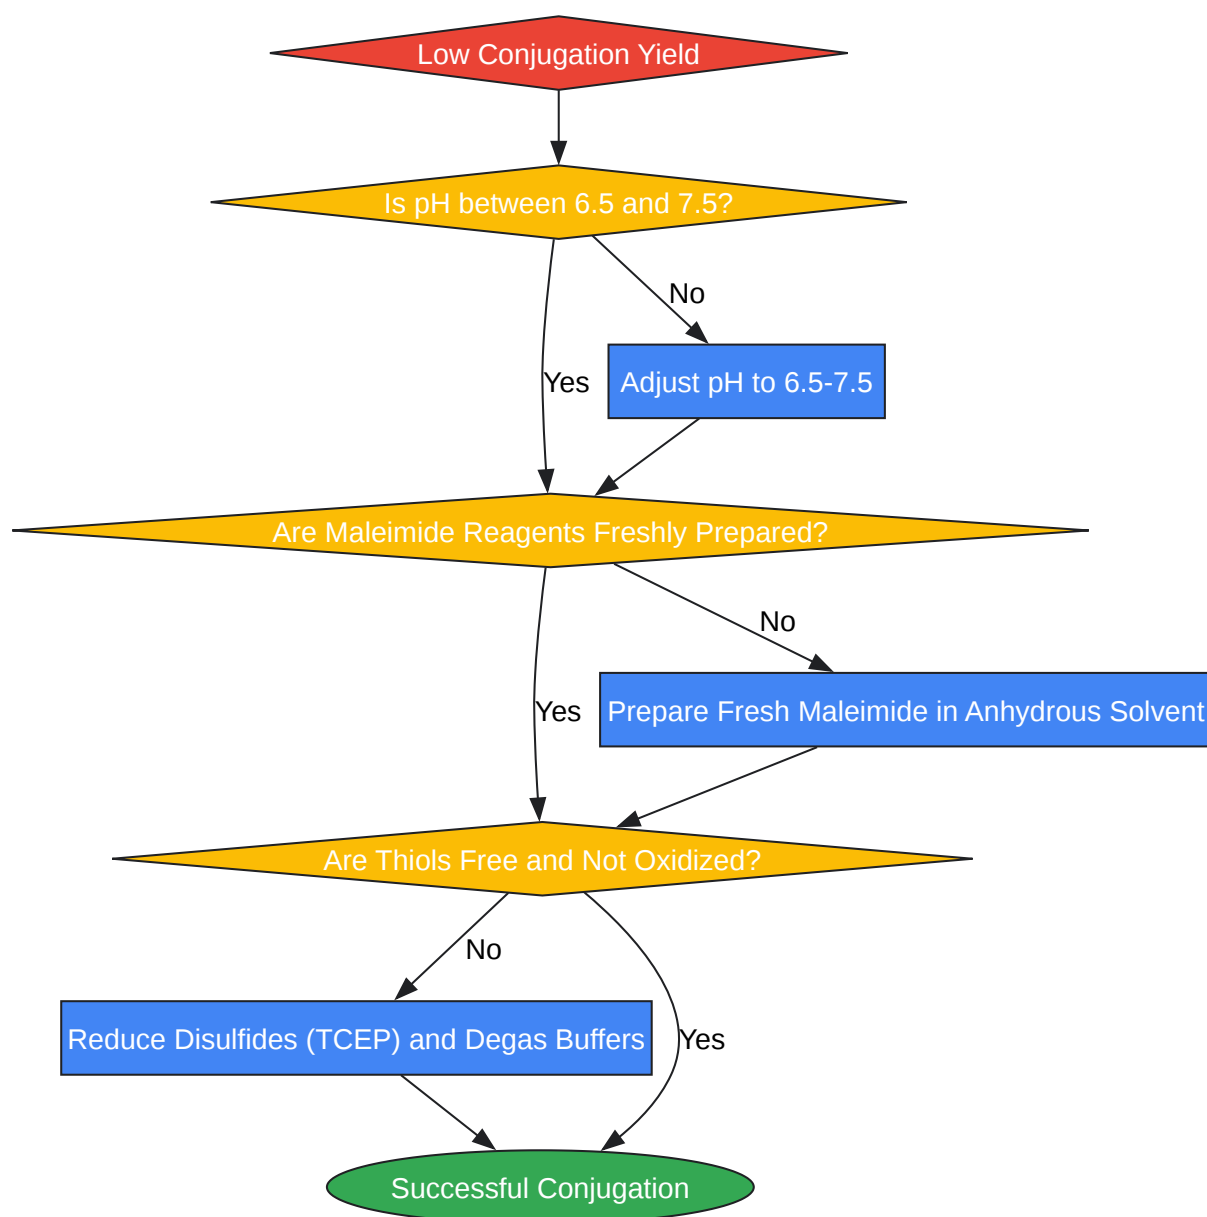 Low Conjugation Yield
Is pH between 6.5 and 7.5?
No
Yes
Adjust pH to 6.5-7.5
Are Maleimide Reagents Freshly Prepared?
No
Yes
Prepare Fresh Maleimide in Anhydrous Solvent
Are Thiols Free and Not Oxidized?
No
Reduce Disulfides (TCEP) and Degas Buffers
Yes
Successful Conjugation